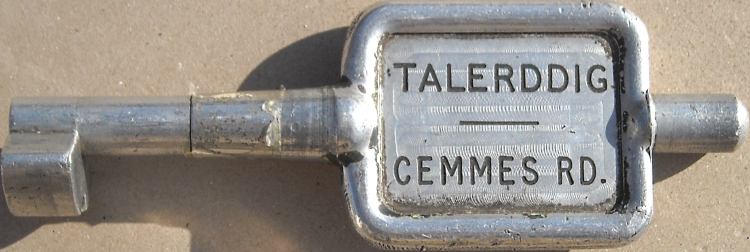 TALERDDIG
—
CEMMES RD.